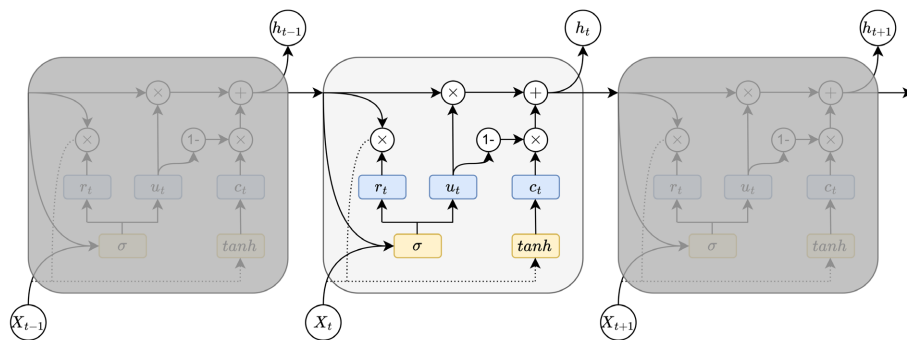 h_{t-1} h_t h_{t+1}
× + × + × +
× 1- × × 1- × × 1- ×
r_t u_t c_t r_t u_t c_t r_t u_t c_t
σ tanh σ tanh σ tanh
X_{t-1} X_t X_{t+1}